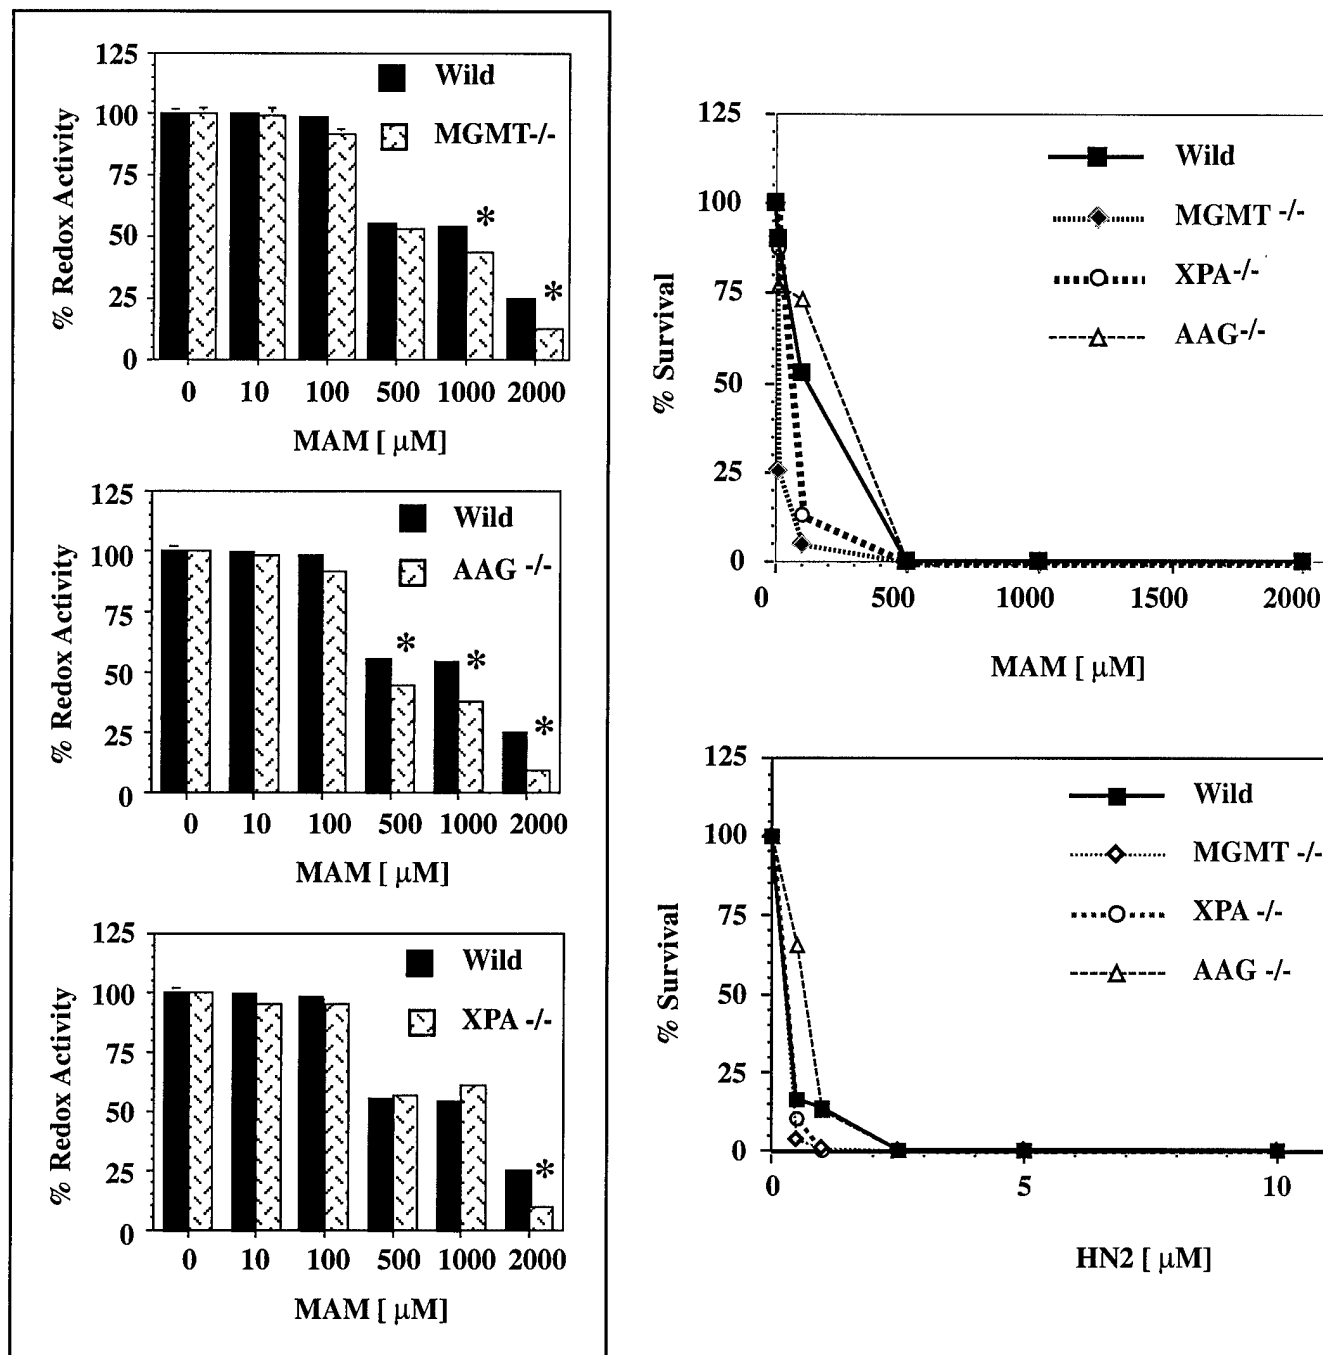 % Redox Activity
125
100
75
50
25
0
Wild
MGMT-/-
*
*
0 10 100 500 1000 2000
MAM [ μM]
% Redox Activity
125
100
75
50
25
0
Wild
AAG -/-
*
*
*
0 10 100 500 1000 2000
MAM [ μM]
% Redox Activity
125
100
75
50
25
0
Wild
XPA -/-
*
0 10 100 500 1000 2000
MAM [ μM]
% Survival
125
100
75
50
25
0
Wild
MGMT -/-
XPA-/-
AAG-/-
0 500 1000 1500 2000
MAM [ μM]
% Survival
125
100
75
50
25
0
Wild
MGMT -/-
XPA -/-
AAG -/-
0 5 10
HN2 [ μM]